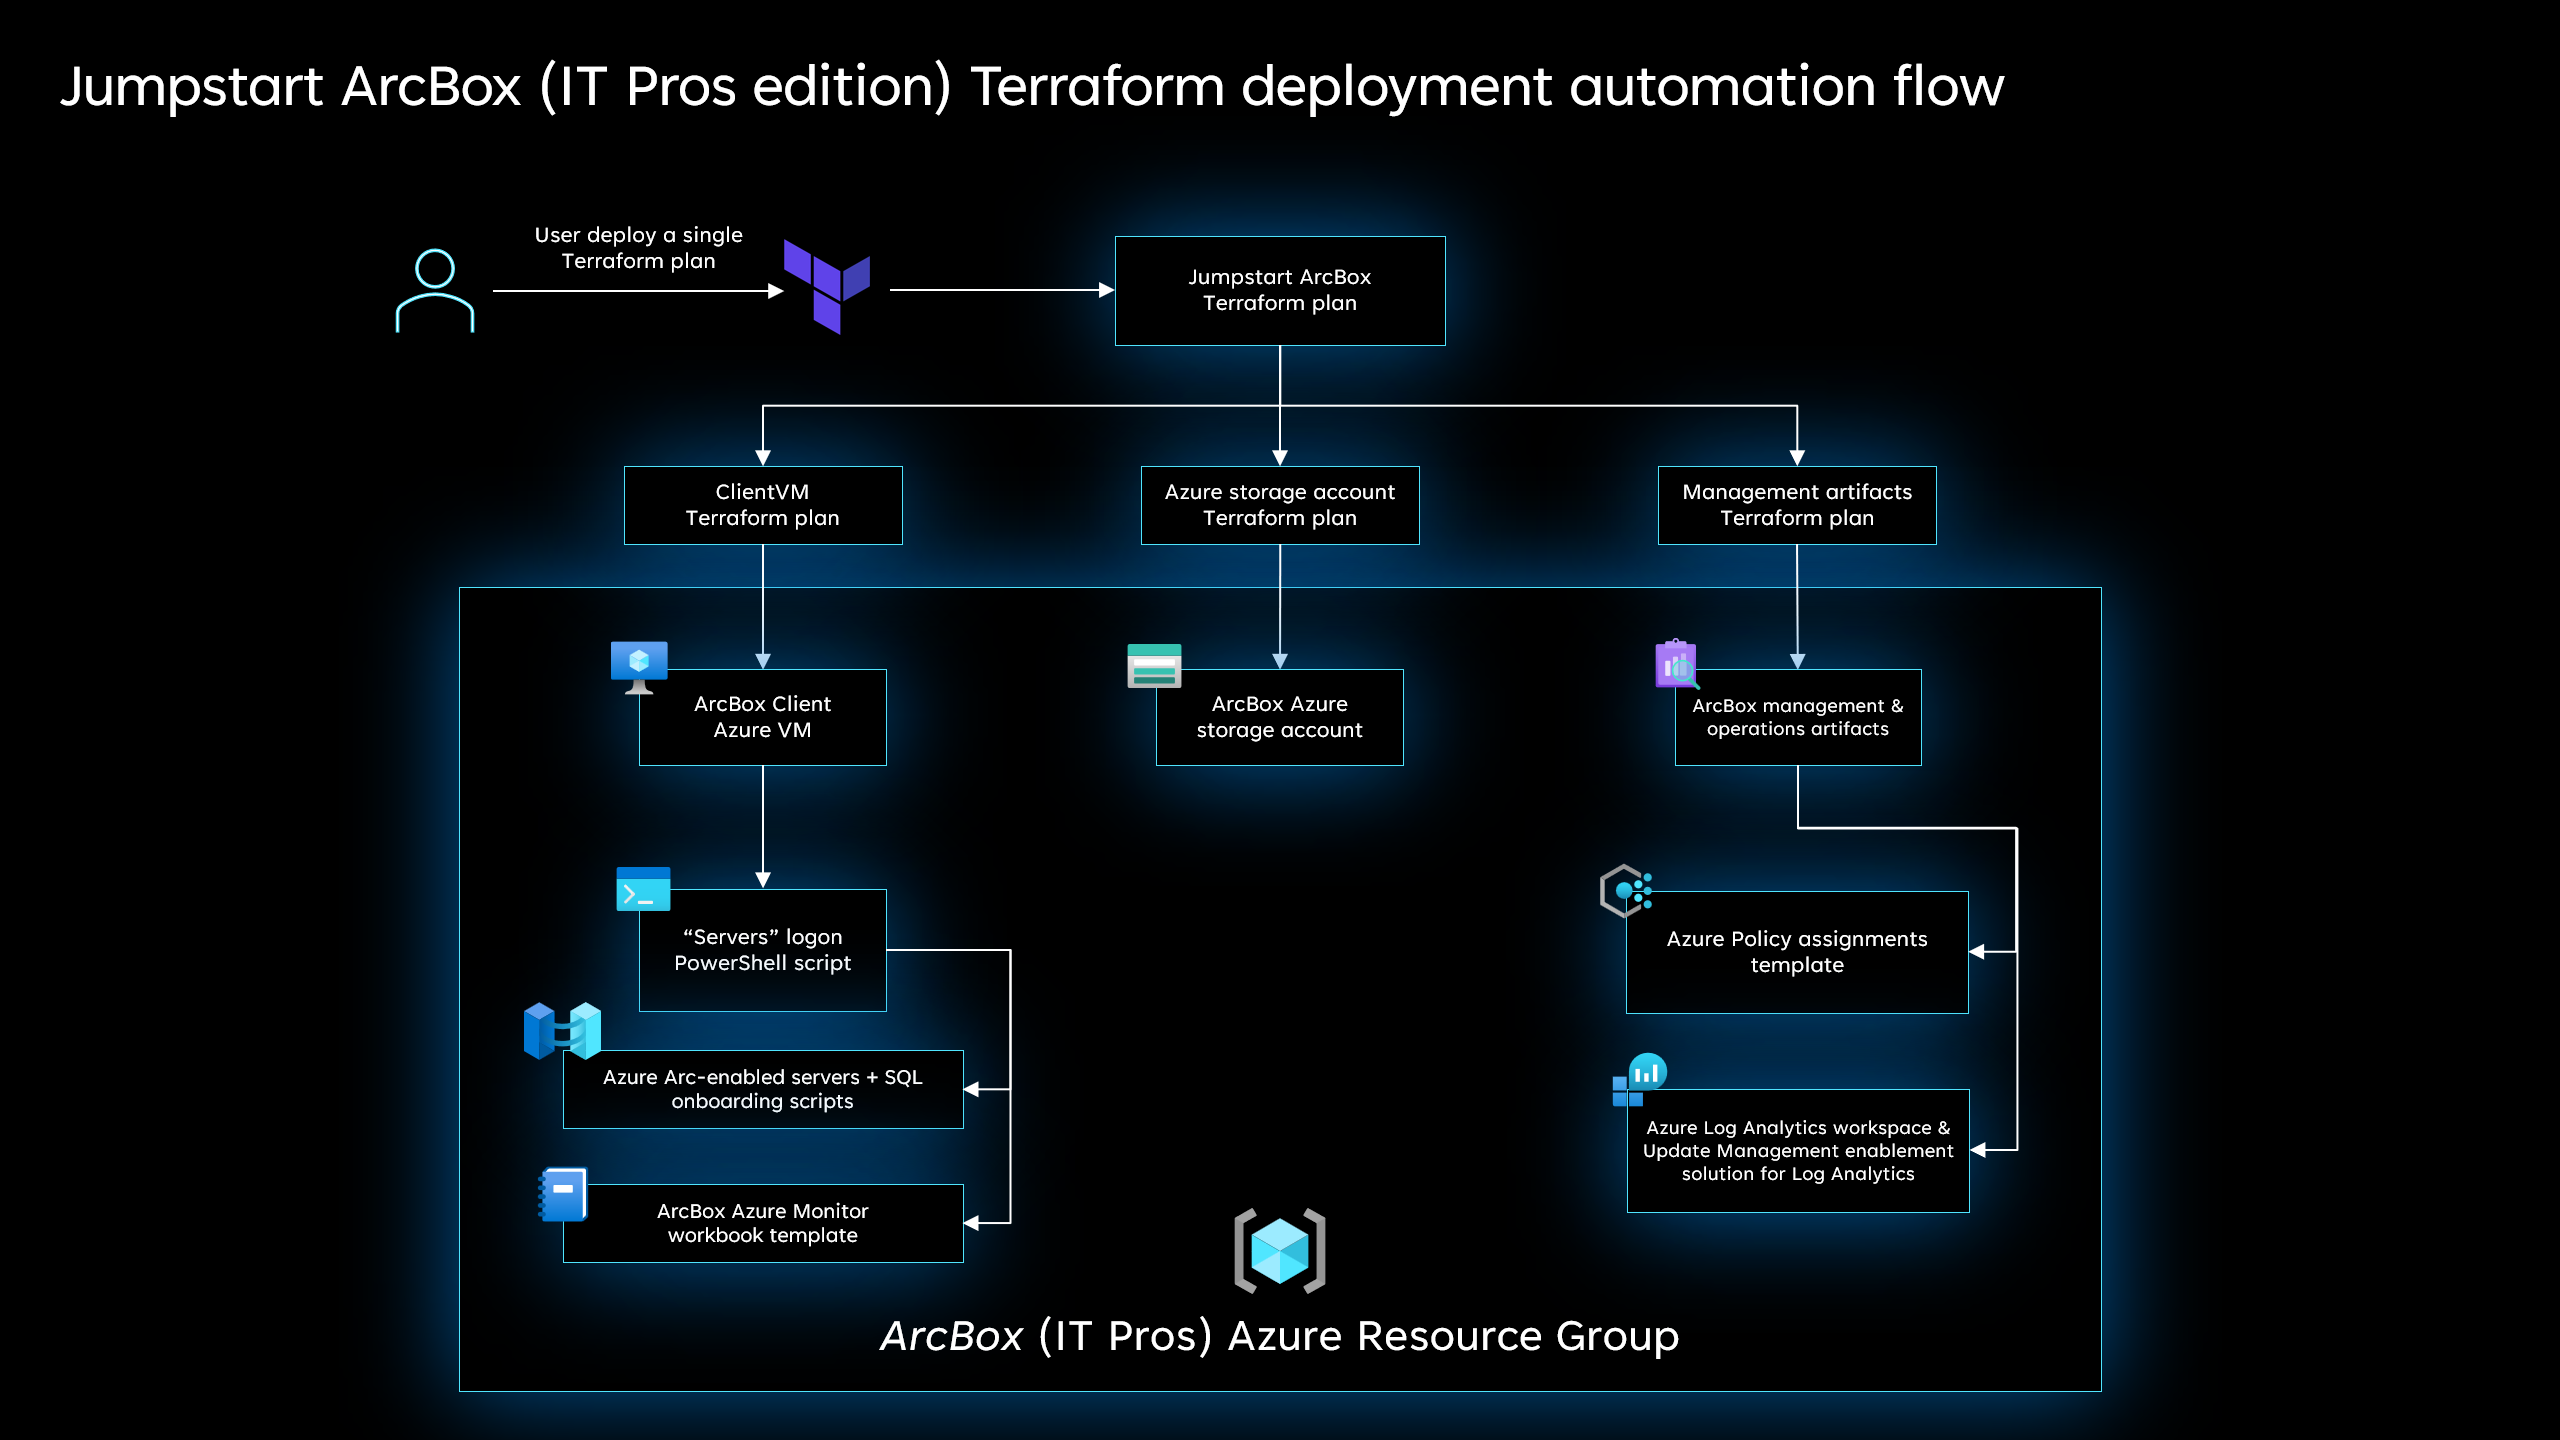 Jumpstart ArcBox (IT Pros edition) Terraform deployment automation flow
User deploy a single
Terraform plan
Jumpstart ArcBox
Terraform plan
ClientVM
Terraform plan
Azure storage account
Terraform plan
Management artifacts
Terraform plan
ArcBox Client
Azure VM
ArcBox Azure
storage account
ArcBox management &
operations artifacts
“Servers” logon
PowerShell script
Azure Policy assignments
template
Azure Arc-enabled servers + SQL
onboarding scripts
Azure Log Analytics workspace &
Update Management enablement
solution for Log Analytics
ArcBox Azure Monitor
workbook template
ArcBox (IT Pros) Azure Resource Group